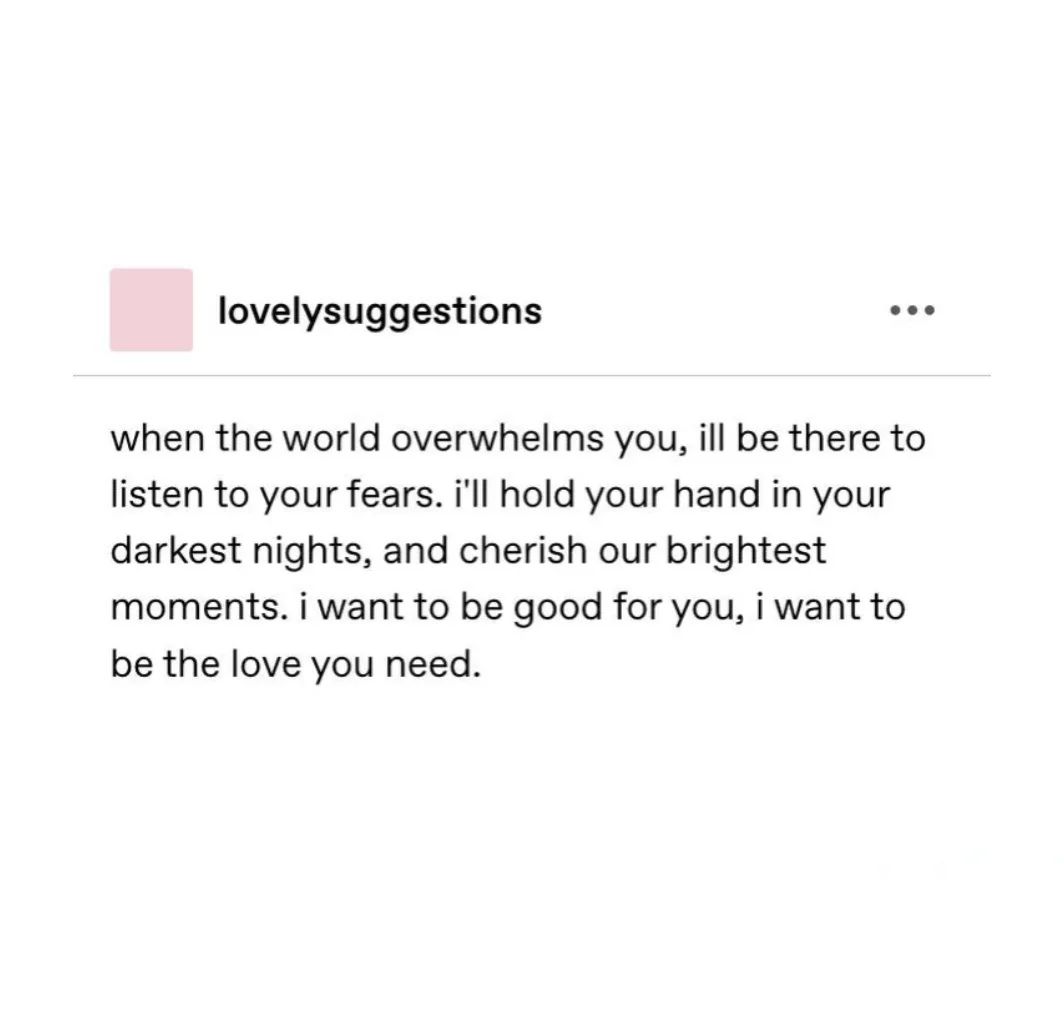 lovelysuggestions
when the world overwhelms you, ill be there to
listen to your fears. i'll hold your hand in your
darkest nights, and cherish our brightest
moments. i want to be good for you, i want to
be the love you need.